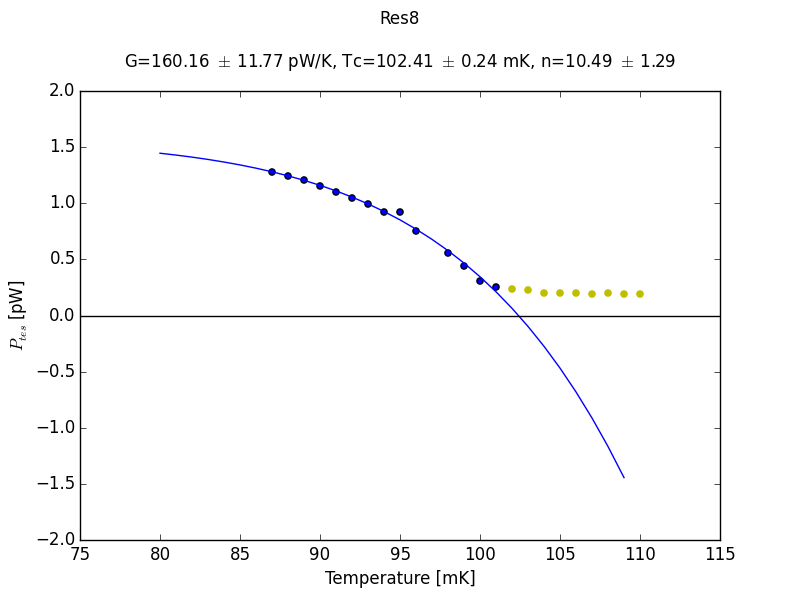 Res8
G=160.16 ± 11.77 pW/K, Tc=102.41 ± 0.24 mK, n=10.49 ± 1.29
2.0
1.5
1.0
0.5
0.0
−0.5
−1.0
−1.5
−2.0
P_tes [pW]
75 80 85 90 95 100 105 110 115
Temperature [mK]